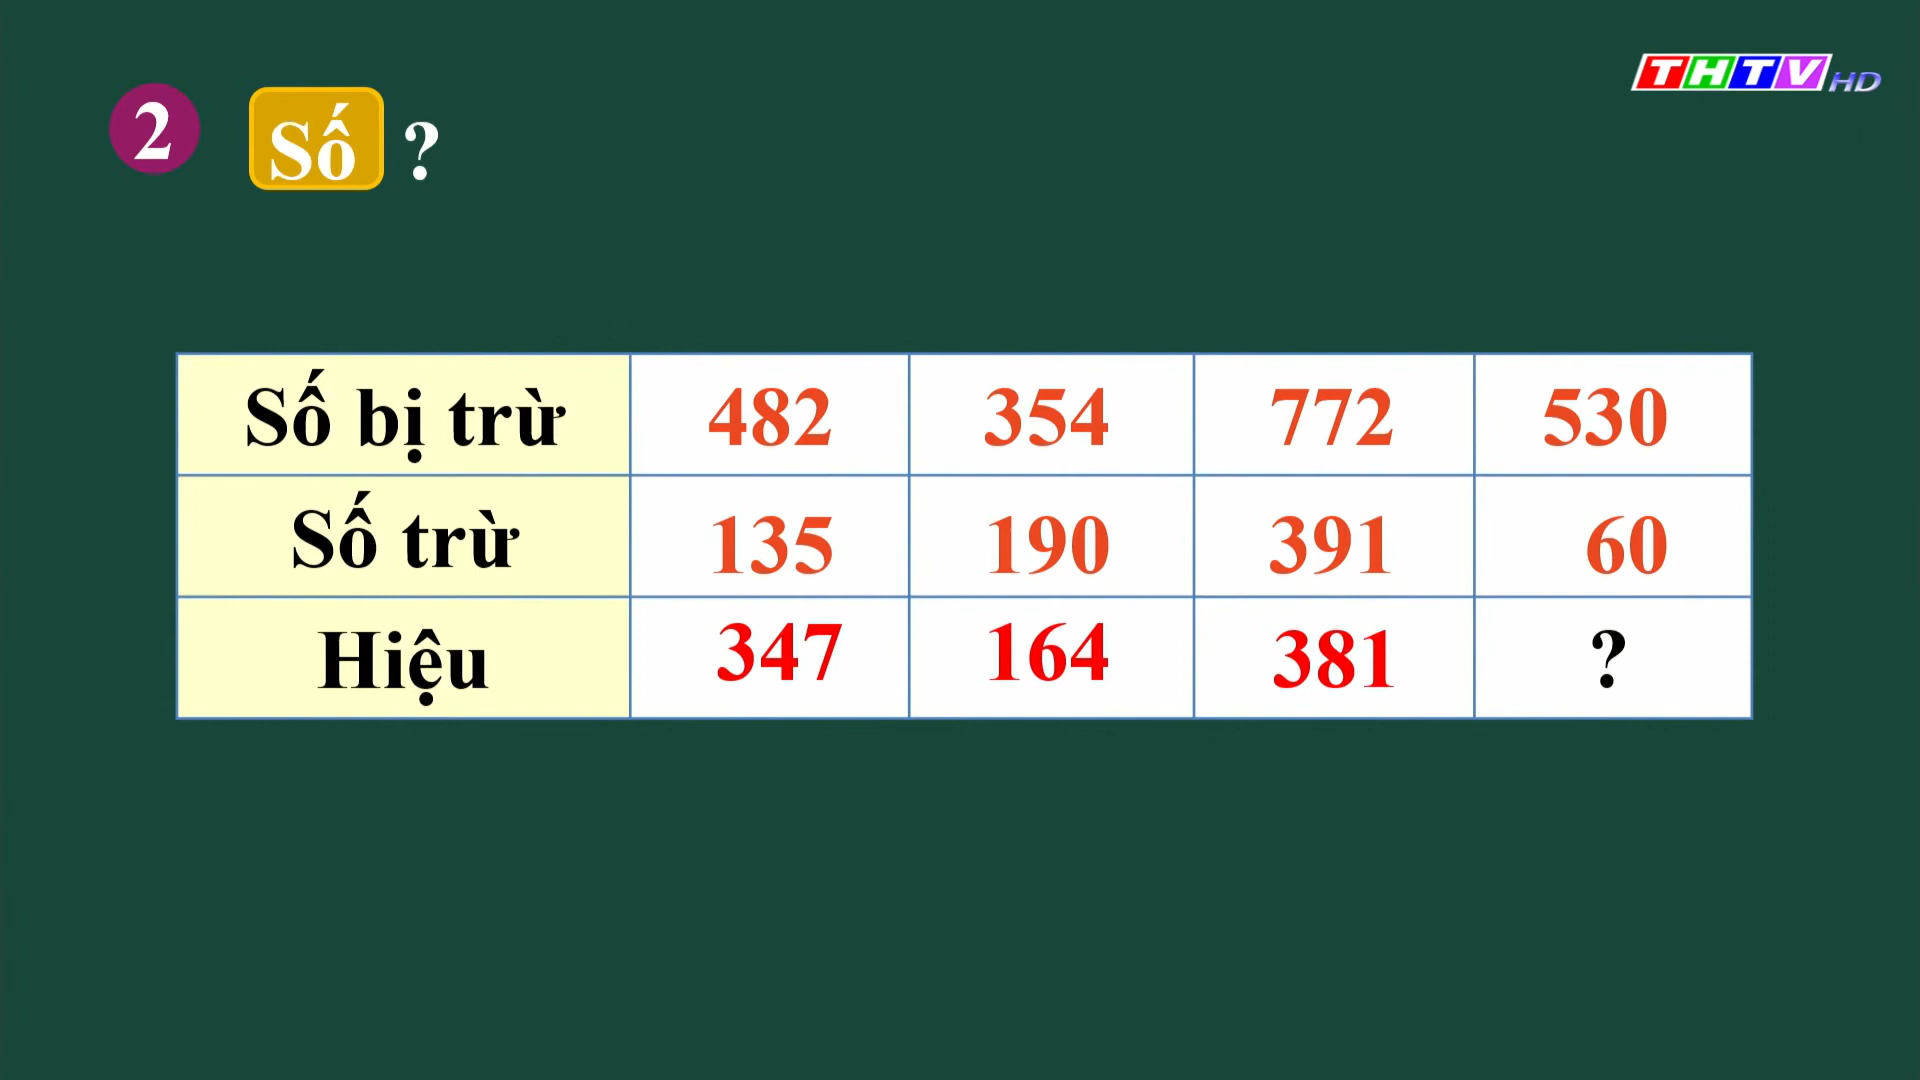 THTV HD
2 Số ?
Số bị trừ 482 354 772 530
Số trừ 135 190 391 60
Hiệu 347 164 381 ?